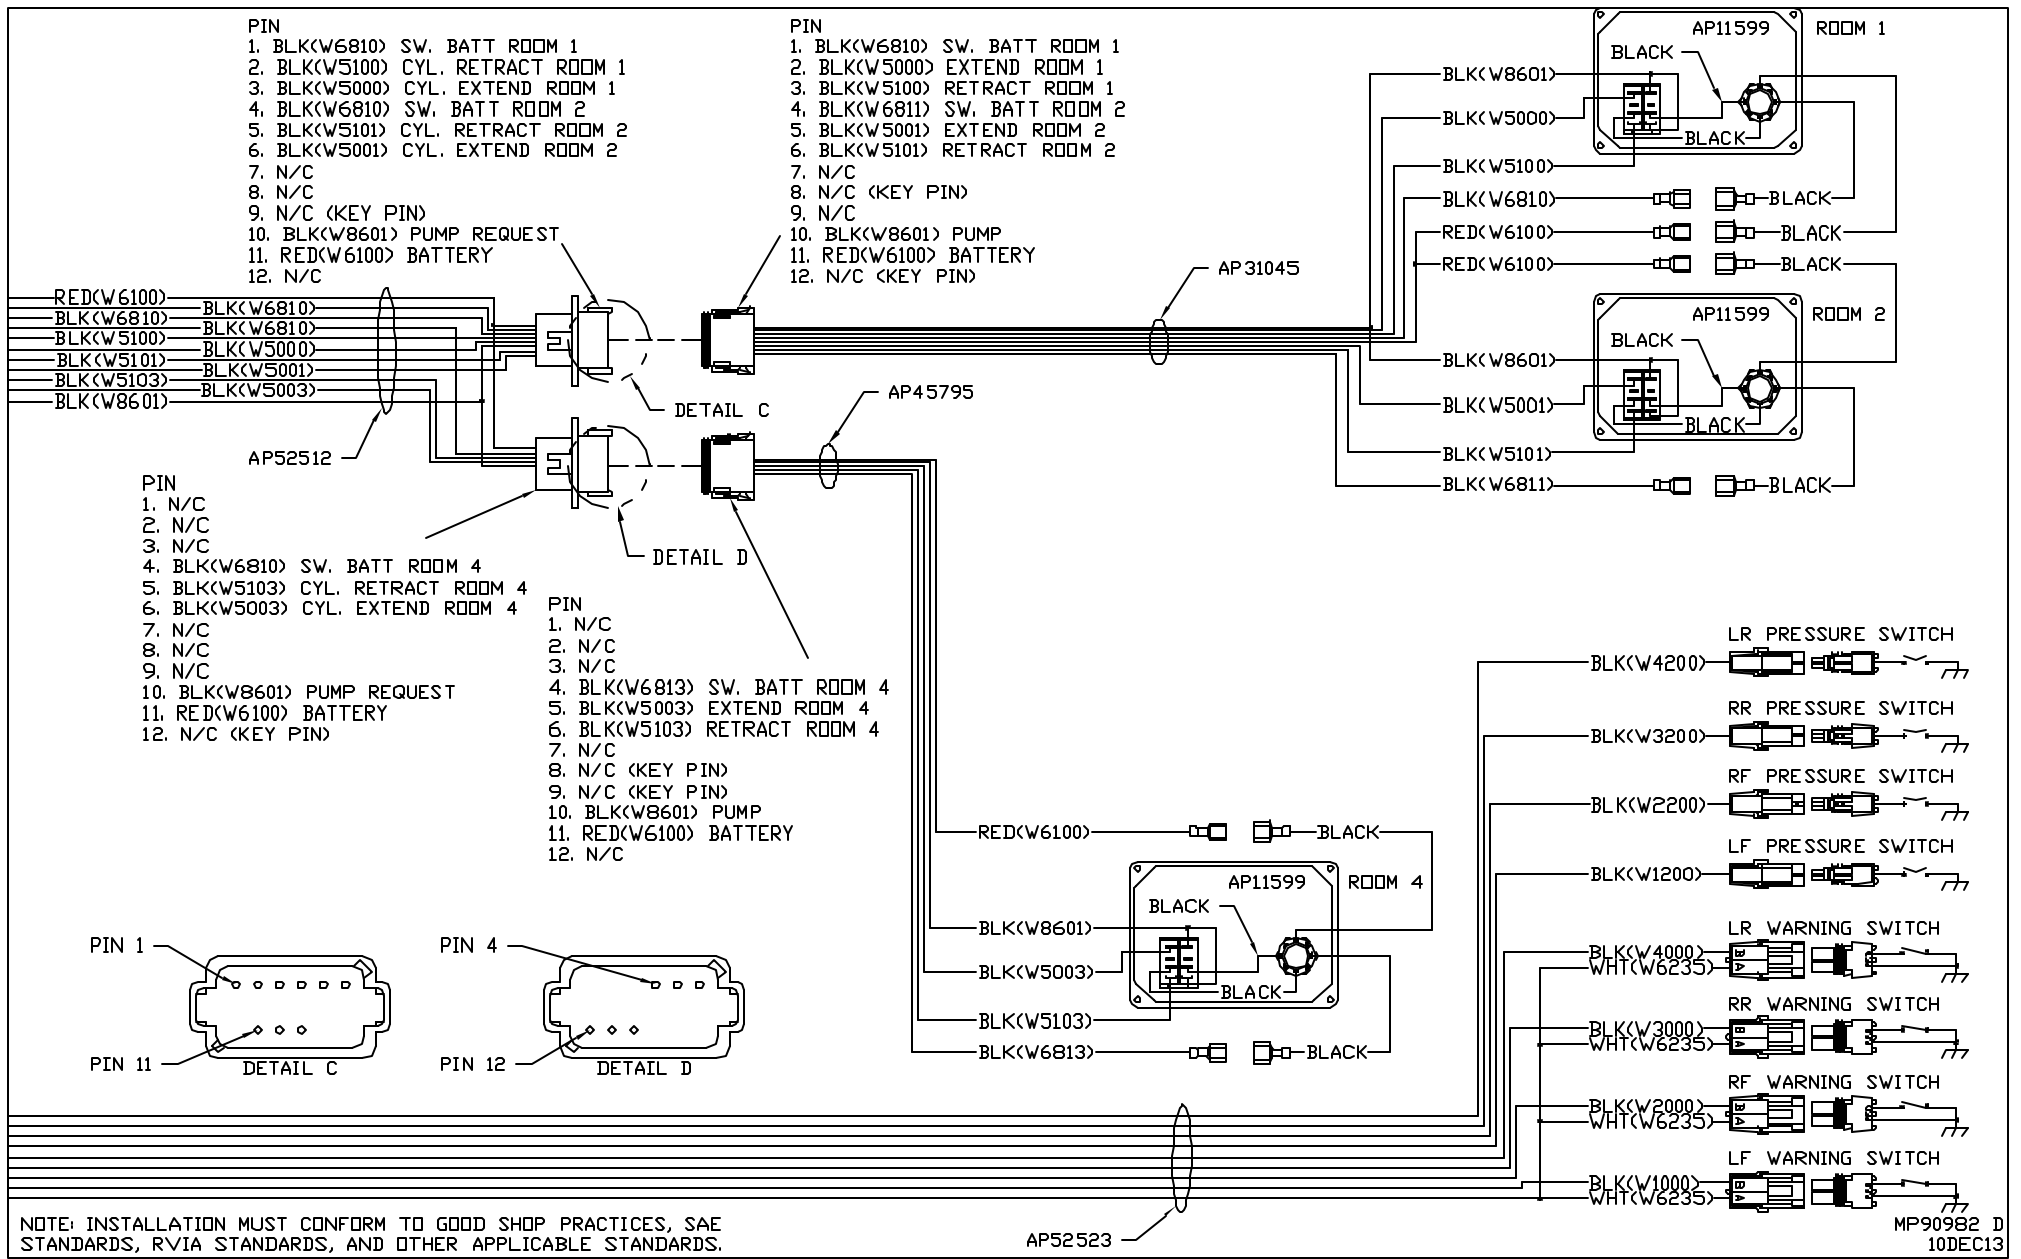 PIN
1. BLK(W6810) SW. BATT ROOM 1
2. BLK(W5100) CYL. RETRACT ROOM 1
3. BLK(W5000) CYL. EXTEND ROOM 1
4. BLK(W6810) SW. BATT ROOM 2
5. BLK(W5101) CYL. RETRACT ROOM 2
6. BLK(W5001) CYL. EXTEND ROOM 2
7. N/C
8. N/C
9. N/C (KEY PIN)
10. BLK(W8601) PUMP REQUEST
11. RED(W6100) BATTERY
12. N/C
PIN
1. BLK(W6810) SW. BATT ROOM 1
2. BLK(W5000) EXTEND ROOM 1
3. BLK(W5100) RETRACT ROOM 1
4. BLK(W6811) SW. BATT ROOM 2
5. BLK(W5001) EXTEND ROOM 2
6. BLK(W5101) RETRACT ROOM 2
7. N/C
8. N/C (KEY PIN)
9. N/C
10. BLK(W8601) PUMP
11. RED(W6100) BATTERY
12. N/C (KEY PIN)
AP11599
ROOM 1
BLACK
BLACK
BLK(W8601)
BLK(W5000)
BLK(W5100)
BLK(W6810)
BLACK
RED(W6100)
BLACK
RED(W6100)
BLACK
AP31045
AP11599
ROOM 2
BLACK
BLACK
BLK(W8601)
BLK(W5001)
BLK(W5101)
BLK(W6811)
BLACK
RED(W6100)
BLK(W6810)
BLK(W6810)
BLK(W6810)
BLK(W5100)
BLK(W5000)
BLK(W5101)
BLK(W5001)
BLK(W5103)
BLK(W5003)
BLK(W8601)
AP52512
DETAIL C
AP45795
DETAIL D
PIN
1. N/C
2. N/C
3. N/C
4. BLK(W6810) SW. BATT ROOM 4
5. BLK(W5103) CYL. RETRACT ROOM 4
6. BLK(W5003) CYL. EXTEND ROOM 4
7. N/C
8. N/C
9. N/C
10. BLK(W8601) PUMP REQUEST
11. RED(W6100) BATTERY
12. N/C (KEY PIN)
PIN
1. N/C
2. N/C
3. N/C
4. BLK(W6813) SW. BATT ROOM 4
5. BLK(W5003) EXTEND ROOM 4
6. BLK(W5103) RETRACT ROOM 4
7. N/C
8. N/C (KEY PIN)
9. N/C (KEY PIN)
10. BLK(W8601) PUMP
11. RED(W6100) BATTERY
12. N/C
RED(W6100)
BLACK
AP11599
ROOM 4
BLACK
BLACK
BLK(W8601)
BLK(W5003)
BLK(W5103)
BLK(W6813)
BLACK
LR PRESSURE SWITCH
BLK(W4200)
RR PRESSURE SWITCH
BLK(W3200)
RF PRESSURE SWITCH
BLK(W2200)
LF PRESSURE SWITCH
BLK(W1200)
LR WARNING SWITCH
BLK(W4000)
B
WHT(W6235)
A
RR WARNING SWITCH
BLK(W3000)
B
WHT(W6235)
A
RF WARNING SWITCH
BLK(W2000)
B
WHT(W6235)
A
LF WARNING SWITCH
BLK(W1000)
B
WHT(W6235)
A
PIN 1
PIN 11
DETAIL C
PIN 4
PIN 12
DETAIL D
AP52523
NOTE: INSTALLATION MUST CONFORM TO GOOD SHOP PRACTICES, SAE
STANDARDS, RVIA STANDARDS, AND OTHER APPLICABLE STANDARDS.
MP90982 D
10DEC13